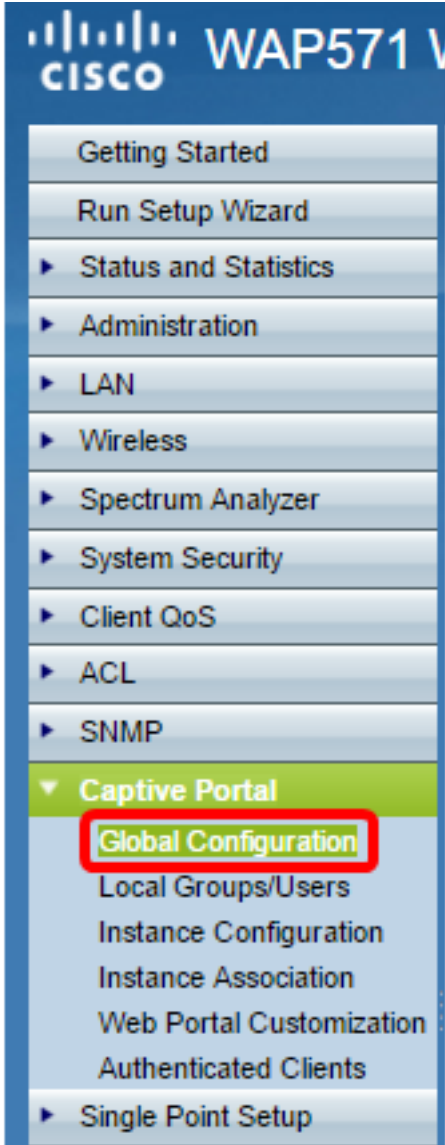 CISCO WAP571
Getting Started
Run Setup Wizard
Status and Statistics
Administration
LAN
Wireless
Spectrum Analyzer
System Security
Client QoS
ACL
SNMP
Captive Portal
Global Configuration
Local Groups/Users
Instance Configuration
Instance Association
Web Portal Customization
Authenticated Clients
Single Point Setup